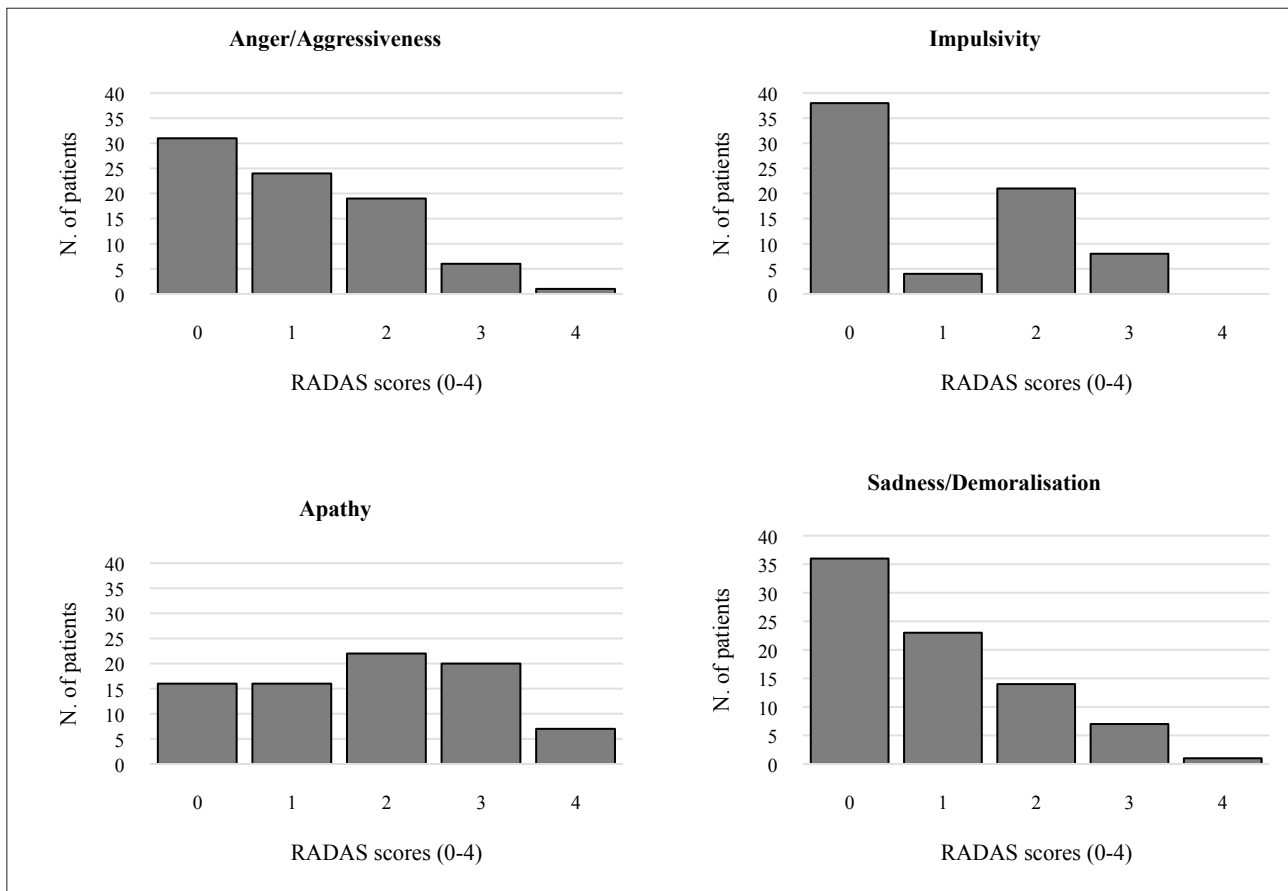 Anger/Aggressiveness
N. of patients
40
35
30
25
20
15
10
5
0
0 1 2 3 4
RADAS scores (0-4)
Impulsivity
N. of patients
40
35
30
25
20
15
10
5
0
0 1 2 3 4
RADAS scores (0-4)
Apathy
N. of patients
40
35
30
25
20
15
10
5
0
0 1 2 3 4
RADAS scores (0-4)
Sadness/Demoralisation
N. of patients
40
35
30
25
20
15
10
5
0
0 1 2 3 4
RADAS scores (0-4)